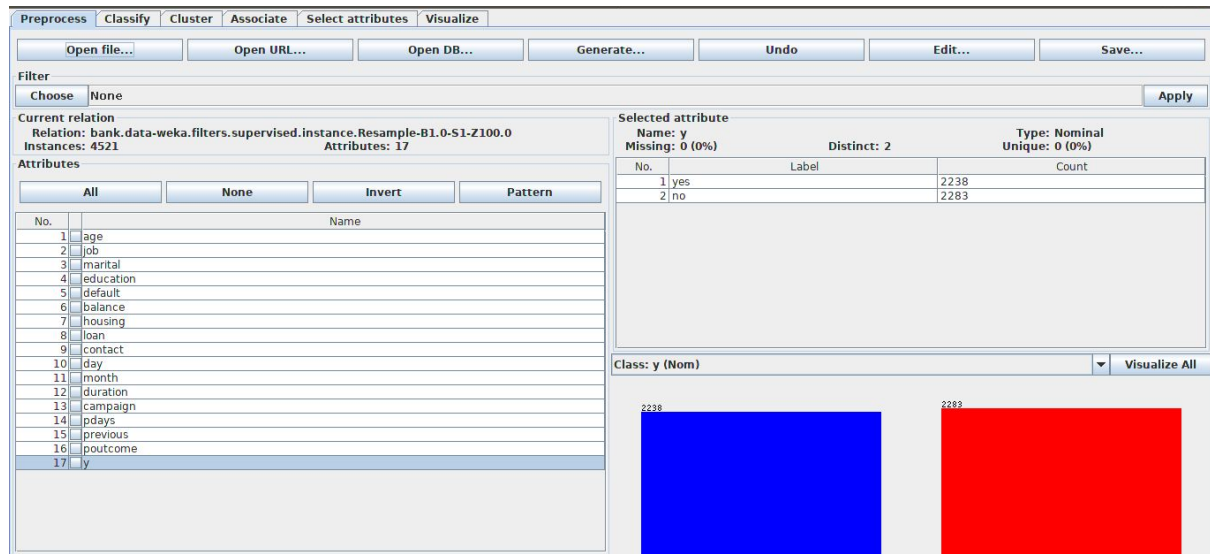 Preprocess Classify Cluster Associate Select attributes Visualize
Open file... Open URL... Open DB... Generate... Undo Edit... Save...
Filter
Choose None Apply
Current relation
Relation: bank.data-weka.filters.supervised.instance.Resample-B1.0-S1-Z100.0
Instances: 4521 Attributes: 17
Attributes
All None Invert Pattern
No. Name
1 age
2 job
3 marital
4 education
5 default
6 balance
7 housing
8 loan
9 contact
10 day
11 month
12 duration
13 campaign
14 pdays
15 previous
16 poutcome
17 y
Selected attribute
Name: y Type: Nominal
Missing: 0 (0%) Distinct: 2 Unique: 0 (0%)
No. Label Count
1 yes 2238
2 no 2283
Class: y (Nom) Visualize All
2238 2283